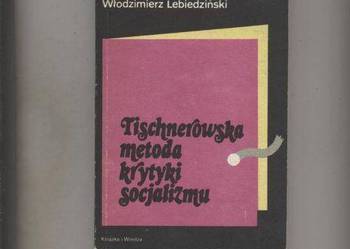 Włodzimierz Lebiedziński
Tischnerowska
metoda
krytyki
socjalizmu
Książka i Wiedza